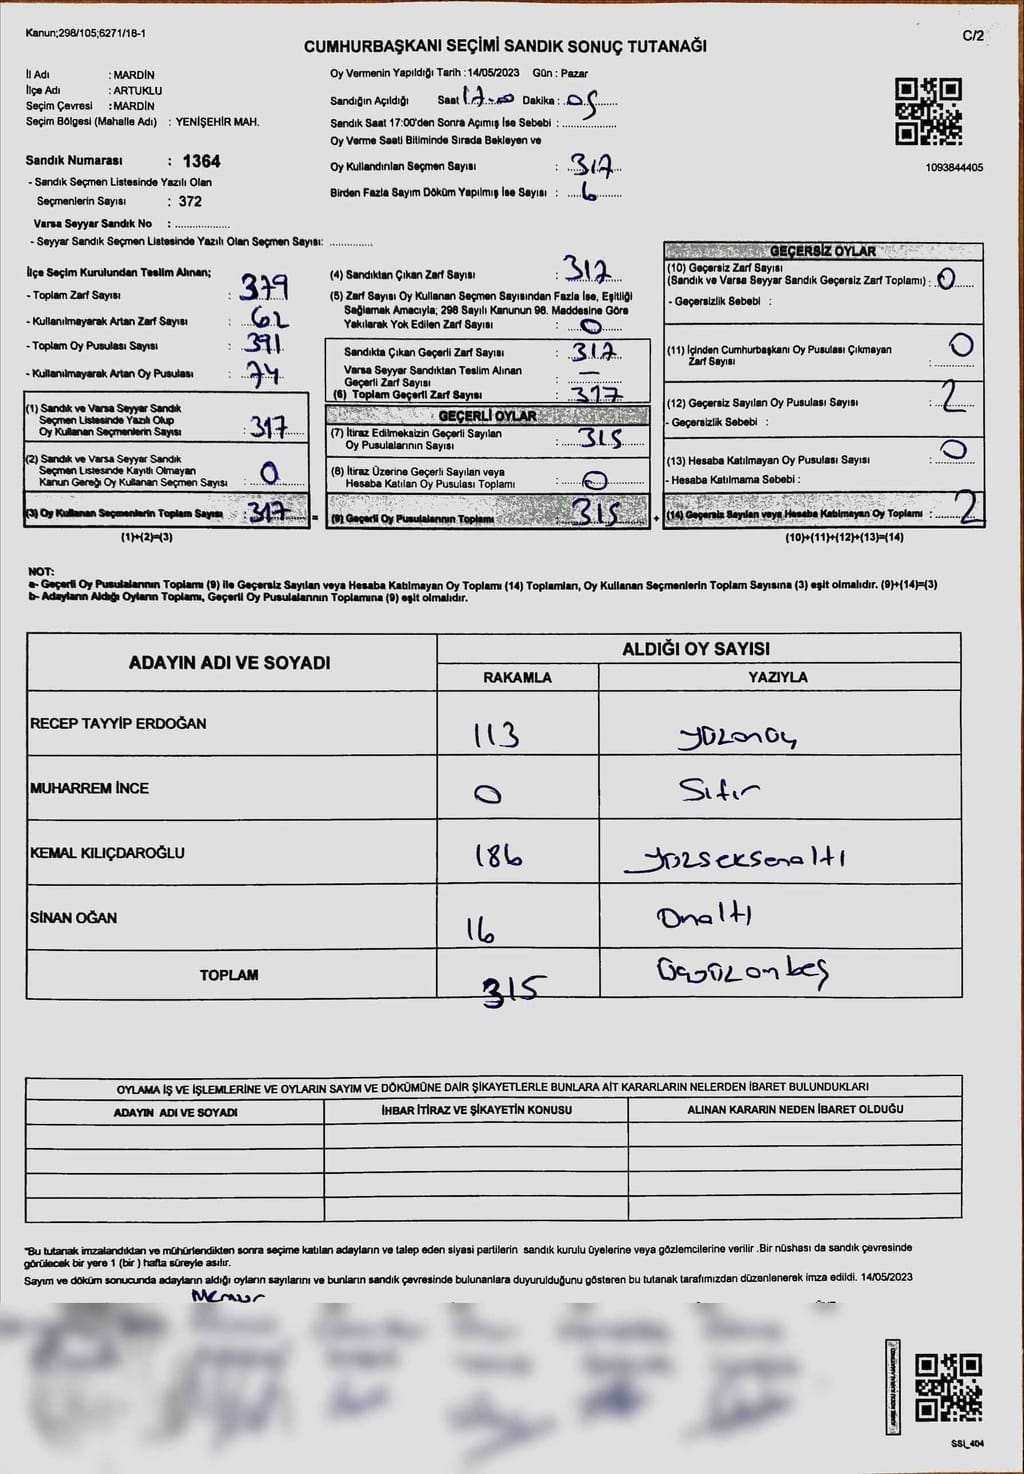 Kanun;298/105;6271/18-1
C/2
CUMHURBAŞKANI SEÇİMİ SANDIK SONUÇ TUTANAĞI
İl Adı : MARDİN
İlçe Adı : ARTUKLU
Seçim Çevresi : MARDİN
Seçim Bölgesi (Mahalle Adı) : YENİŞEHİR MAH.
Sandık Numarası : 1364
- Sandık Seçmen Listesinde Yazılı Olan
Seçmenlerin Sayısı : 372
Varsa Seyyar Sandık No : ..................
- Seyyar Sandık Seçmen Listesinde Yazılı Olan Seçmen Sayısı: ..............
Oy Vermenin Yapıldığı Tarih : 14/05/2023 Gün : Pazar
Sandığın Açıldığı Saat 17-00 Dakika : 05
Sandık Saat 17:00'den Sonra Açımış İse Sebebi : ..................
Oy Verme Saati Bitiminde Sırada Bekleyen ve
Oy Kullandırılan Seçmen Sayısı : 317
Birden Fazla Sayım Döküm Yapılmış İse Sayısı : 6
1093844405
İlçe Seçim Kurulundan Teslim Alınan;
- Toplam Zarf Sayısı : 379
- Kullanılmayarak Artan Zarf Sayısı : 62
- Toplam Oy Pusulası Sayısı : 391
- Kullanılmayarak Artan Oy Pusulası : 74
(1) Sandık ve Varsa Seyyar Sandık
Seçmen Listesinde Yazılı Olup
Oy Kullanan Seçmenlerin Sayısı : 317
(2) Sandık ve Varsa Seyyar Sandık
Seçmen Listesinde Kayıtlı Olmayan
Kanun Gereği Oy Kullanan Seçmen Sayısı : 0
(3) Oy Kullanan Seçmenlerin Toplam Sayısı 317 =
(1)+(2)=(3)
(4) Sandıktan Çıkan Zarf Sayısı : 317
(5) Zarf Sayısı Oy Kullanan Seçmen Sayısından Fazla İse, Eşitliği
Sağlamak Amacıyla; 298 Sayılı Kanunun 98. Maddesine Göre
Yakılarak Yok Edilen Zarf Sayısı : 0
Sandıkta Çıkan Geçerli Zarf Sayısı : 317
Varsa Seyyar Sandıktan Teslim Alınan
Geçerli Zarf Sayısı : —
(6) Toplam Geçerli Zarf Sayısı : 317
GEÇERLİ OYLAR
(7) İtiraz Edilmeksizin Geçerli Sayılan
Oy Pusulalarının Sayısı : 315
(8) İtiraz Üzerine Geçerli Sayılan veya
Hesaba Katılan Oy Pusulası Toplamı : 0
(9) Geçerli Oy Pusulalarının Toplamı : 315 +
GEÇERSİZ OYLAR
(10) Geçersiz Zarf Sayısı
(Sandık ve Varsa Seyyar Sandık Geçersiz Zarf Toplamı) : 0
- Geçersizlik Sebebi :
(11) İçinden Cumhurbaşkanı Oy Pusulası Çıkmayan
Zarf Sayısı : 0
(12) Geçersiz Sayılan Oy Pusulası Sayısı : 2
- Geçersizlik Sebebi :
(13) Hesaba Katılmayan Oy Pusulası Sayısı : 0
- Hesaba Katılmama Sebebi :
(14) Geçersiz Sayılan veya Hesaba Katılmayan Oy Toplamı : 2
(10)+(11)+(12)+(13)=(14)
NOT:
a- Geçerli Oy Pusulalarının Toplamı (9) ile Geçersiz Sayılan veya Hesaba Katılmayan Oy Toplamı (14) Toplamları, Oy Kullanan Seçmenlerin Toplam Sayısına (3) eşit olmalıdır. (9)+(14)=(3)
b- Adayların Aldığı Oyların Toplamı, Geçerli Oy Pusulalarının Toplamına (9) eşit olmalıdır.
ADAYIN ADI VE SOYADI
ALDIĞI OY SAYISI
RAKAMLA YAZIYLA
RECEP TAYYİP ERDOĞAN 113
MUHARREM İNCE 0 Sıfır
KEMAL KILIÇDAROĞLU 186 yüzseksenaltı
SİNAN OĞAN 16 Onaltı
TOPLAM 315 Üçyüzonbeş
OYLAMA İŞ VE İŞLEMLERİNE VE OYLARIN SAYIM VE DÖKÜMÜNE DAİR ŞİKAYETLERLE BUNLARA AİT KARARLARIN NELERDEN İBARET BULUNDUKLARI
ADAYIN ADI VE SOYADI İHBAR İTİRAZ VE ŞİKAYETİN KONUSU ALINAN KARARIN NEDEN İBARET OLDUĞU
"Bu tutanak imzalandıktan ve mühürlendikten sonra seçime katılan adayların ve talep eden siyasi partilerin sandık kurulu üyelerine veya gözlemcilerine verilir .Bir nüshası da sandık çevresinde
görülecek bir yere 1 (bir ) hafta süreyle asılır.
Sayım ve döküm sonucunda adayların aldığı oyların sayılarını ve bunların sandık çevresinde bulunanlara duyurulduğunu gösteren bu tutanak tarafımızdan düzenlenerek imza edildi. 14/05/2023
Memur
SSI_404